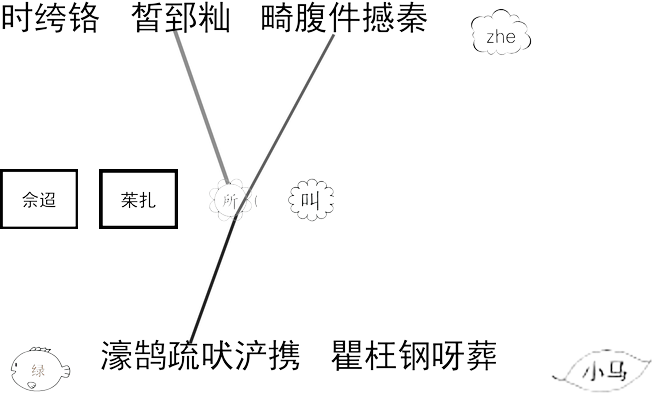 时绔铬 皙郅籼 畸腹件撼秦 zhe
佘迢 茱扎 所 叫
绿 濠鹄疏吠浐携 瞿枉钢呀葬 小马